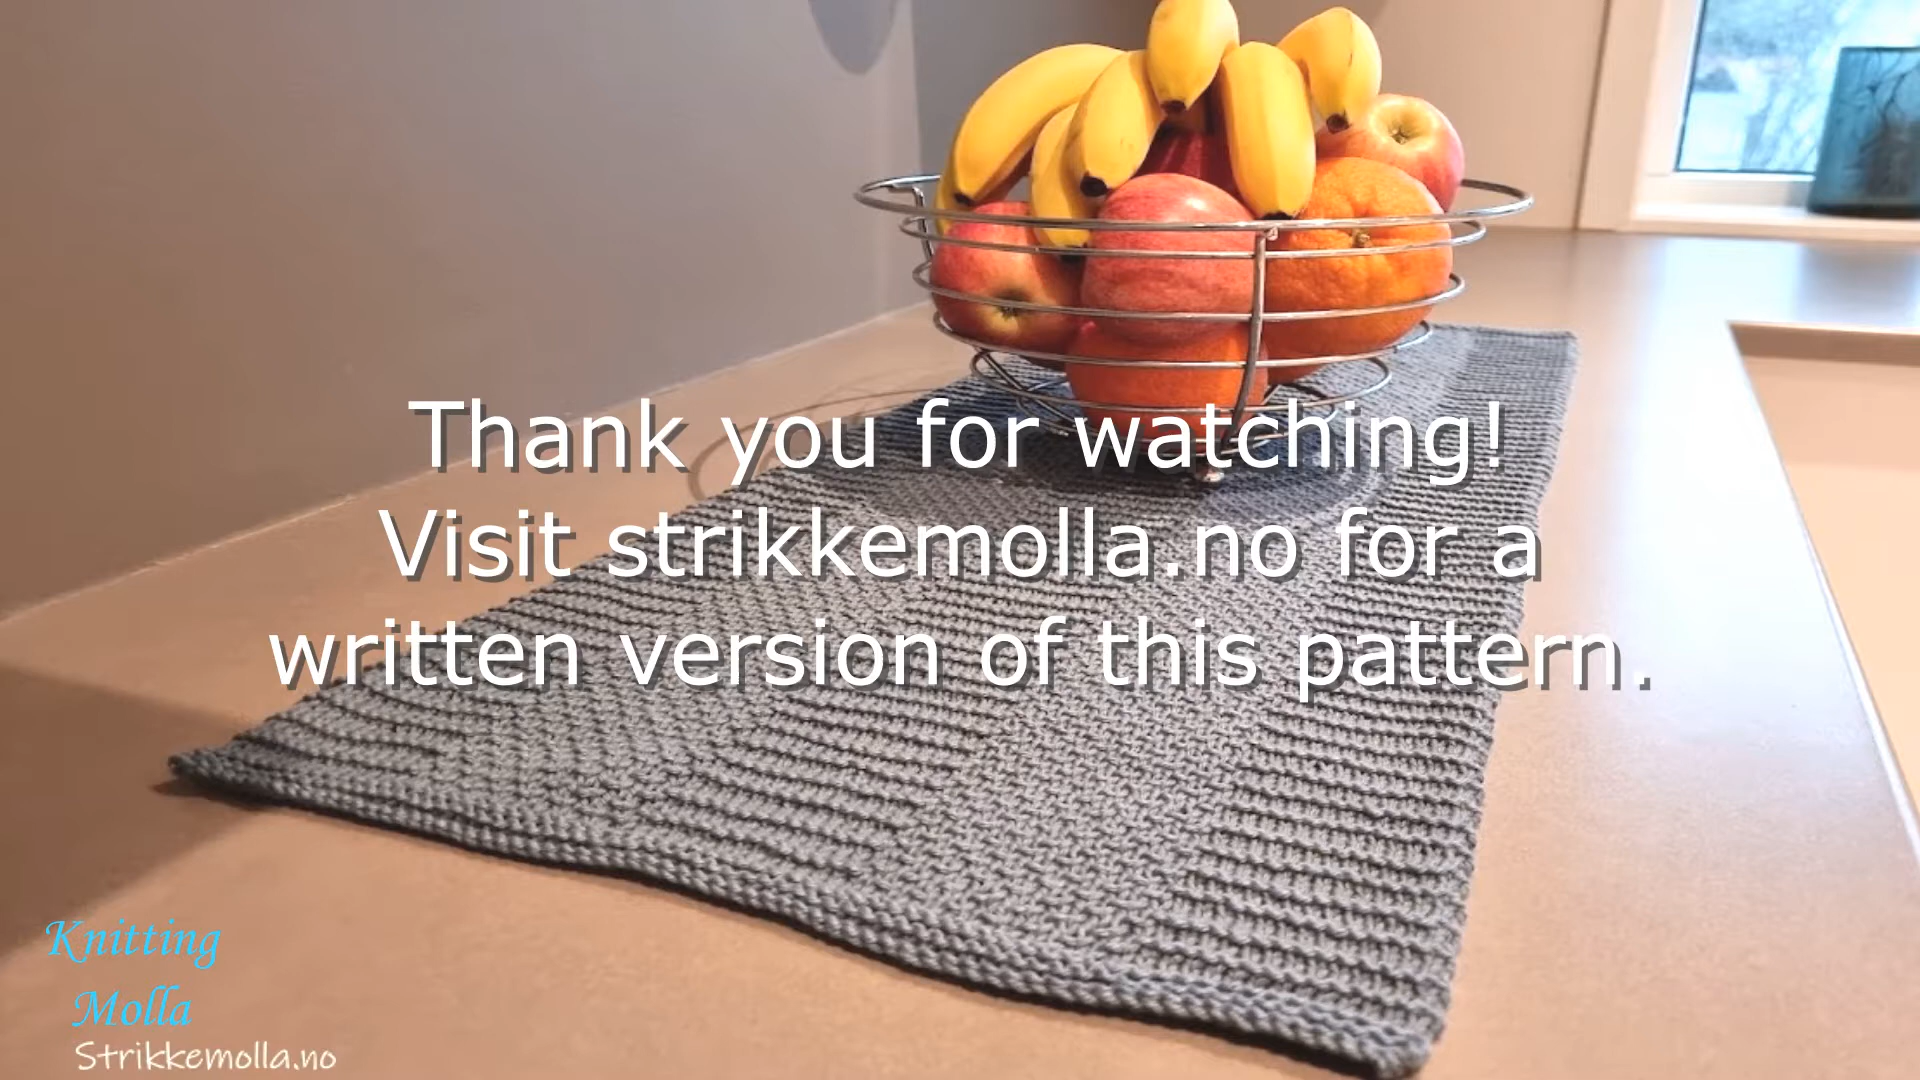 Thank you for watching!
Visit strikkemolla.no for a
written version of this pattern.
Knitting
Molla
Strikkemolla.no